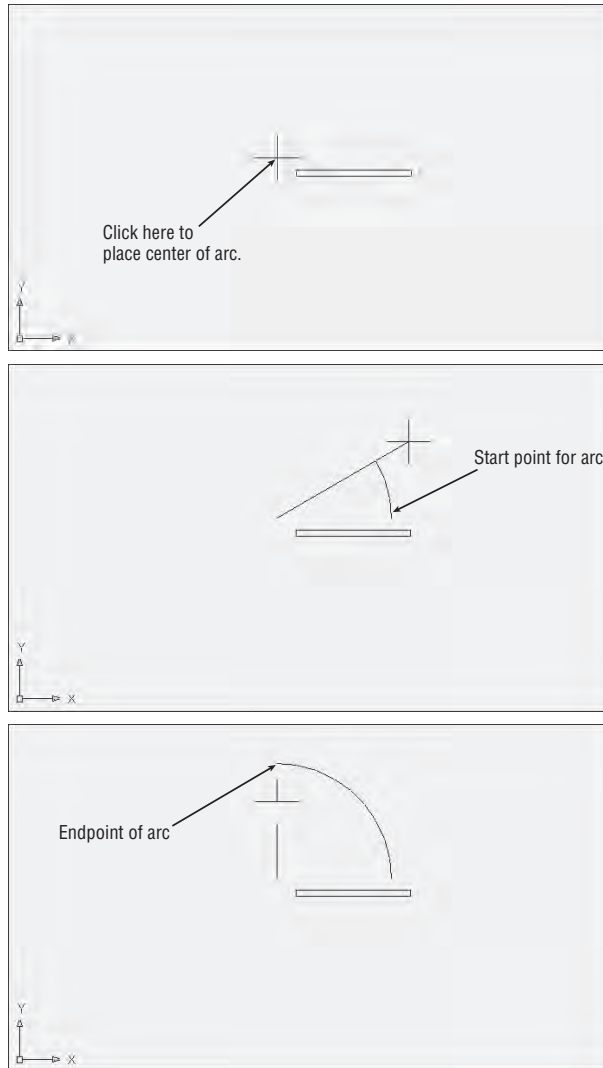 Click here to
place center of arc.
Y
X
Start point for arc
Y
X
Endpoint of arc
Y
X